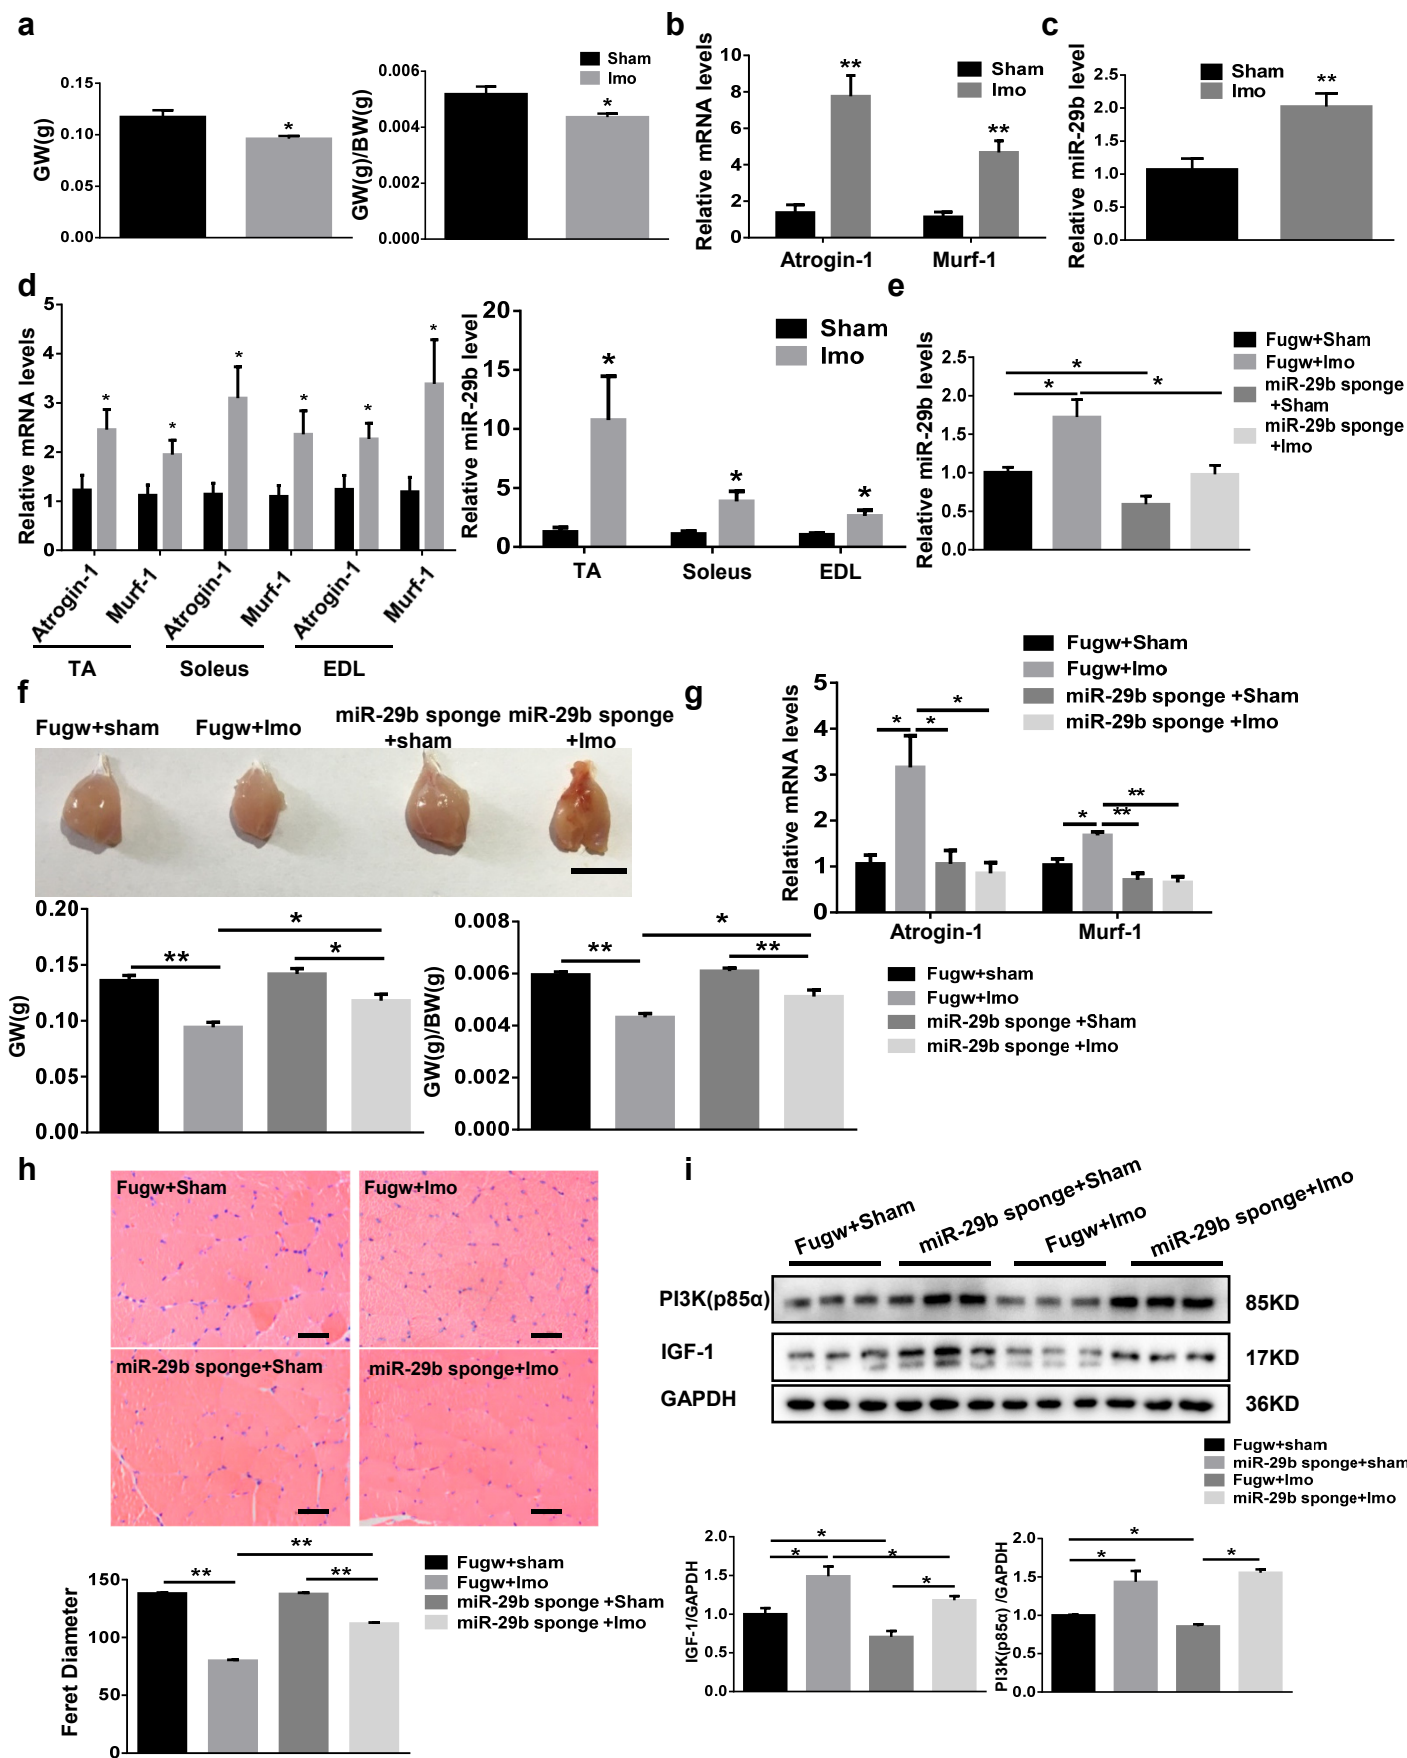 a
GW(g)
0.15
0.10
0.05
0.00
*
GW(g)/BW(g)
0.006
0.004
0.002
0.000
*
Sham
Imo
b
Relative mRNA levels
10
8
6
4
2
0
**
**
Sham
Imo
Atrogin-1
Murf-1
c
Relative miR-29b level
2.5
2.0
1.5
1.0
0.5
0.0
Sham
Imo
**
d
Relative mRNA levels
5
4
3
2
1
0
*
*
*
*
*
*
Atrogin-1
Murf-1
Atrogin-1
Murf-1
Atrogin-1
Murf-1
TA
Soleus
EDL
Relative miR-29b level
20
15
10
5
0
*
*
*
Sham
Imo
TA
Soleus
EDL
e
Relative miR-29b levels
2.5
2.0
1.5
1.0
0.5
0.0
*
*
*
Fugw+Sham
Fugw+Imo
miR-29b sponge
+Sham
miR-29b sponge
+Imo
f
Fugw+sham
Fugw+Imo
miR-29b sponge
+sham
miR-29b sponge
+Imo
GW(g)
0.20
0.15
0.10
0.05
0.00
**
*
*
GW(g)/BW(g)
0.008
0.006
0.004
0.002
0.000
**
*
**
Fugw+sham
Fugw+Imo
miR-29b sponge +Sham
miR-29b sponge +Imo
g
Relative mRNA levels
5
4
3
2
1
0
*
*
*
*
**
**
Fugw+Sham
Fugw+Imo
miR-29b sponge +Sham
miR-29b sponge +Imo
Atrogin-1
Murf-1
h
Fugw+Sham
Fugw+Imo
miR-29b sponge+Sham
miR-29b sponge+Imo
Feret Diameter
150
100
50
0
**
**
**
Fugw+sham
Fugw+Imo
miR-29b sponge +Sham
miR-29b sponge +Imo
i
Fugw+Sham
miR-29b sponge+Sham
Fugw+Imo
miR-29b sponge+Imo
PI3K(p85α)
85KD
IGF-1
17KD
GAPDH
36KD
Fugw+sham
miR-29b sponge+sham
Fugw+Imo
miR-29b sponge+Imo
IGF-1/GAPDH
2.0
1.5
1.0
0.5
0.0
*
*
*
*
PI3K(p85α) /GAPDH
2.0
1.5
1.0
0.5
0.0
*
*
*